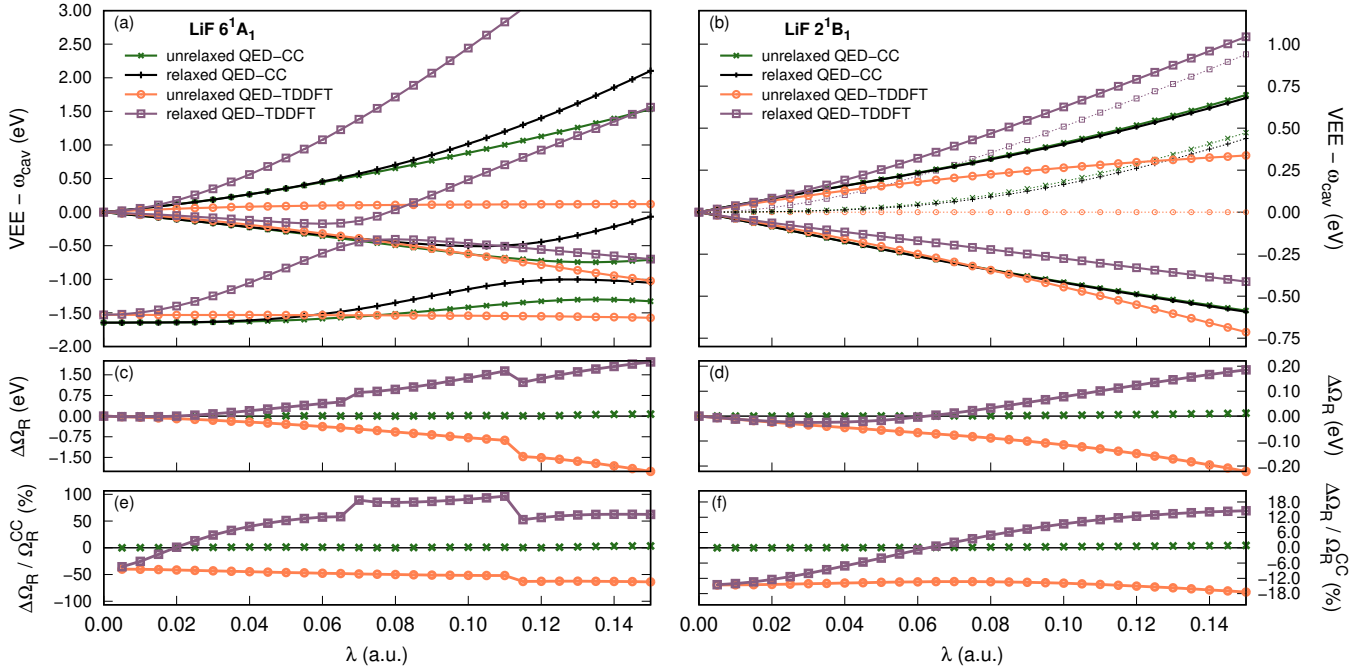 (a) LiF 6¹A₁
unrelaxed QED−CC
relaxed QED−CC
unrelaxed QED−TDDFT
relaxed QED−TDDFT
VEE − ω_cav (eV)
3.00
2.50
2.00
1.50
1.00
0.50
0.00
−0.50
−1.00
−1.50
−2.00
(b) LiF 2¹B₁
unrelaxed QED−CC
relaxed QED−CC
unrelaxed QED−TDDFT
relaxed QED−TDDFT
1.00
0.75
0.50
0.25
0.00
−0.25
−0.50
−0.75
VEE − ω_cav (eV)
(c)
ΔΩ_R (eV)
1.50
0.75
0.00
−0.75
−1.50
(d)
0.20
0.10
0.00
−0.10
−0.20
ΔΩ_R (eV)
(e)
ΔΩ_R / Ω_R^CC (%)
100
50
0
−50
−100
(f)
18.0
12.0
6.0
0.0
−6.0
−12.0
−18.0
ΔΩ_R / Ω_R^CC (%)
0.00 0.02 0.04 0.06 0.08 0.10 0.12 0.14
λ (a.u.)
0.00 0.02 0.04 0.06 0.08 0.10 0.12 0.14
λ (a.u.)